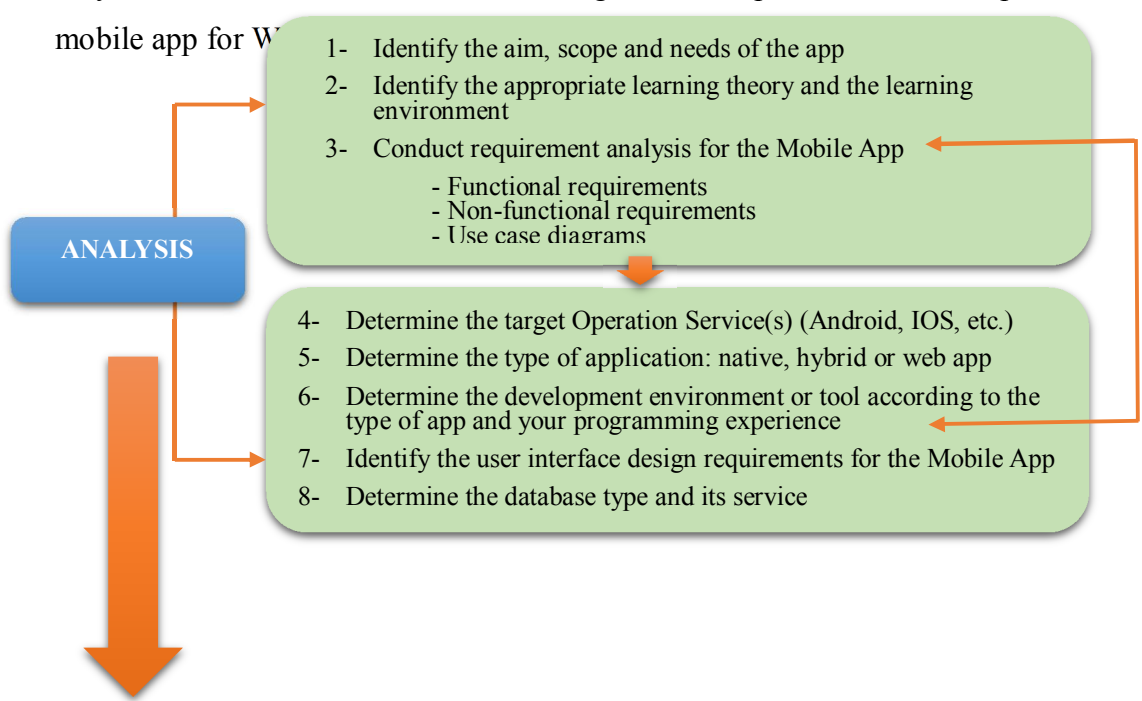 mobile app for W
1- Identify the aim, scope and needs of the app
2- Identify the appropriate learning theory and the learning
environment
3- Conduct requirement analysis for the Mobile App
- Functional requirements
- Non-functional requirements
- Use case diagrams
ANALYSIS
4- Determine the target Operation Service(s) (Android, IOS, etc.)
5- Determine the type of application: native, hybrid or web app
6- Determine the development environment or tool according to the
type of app and your programming experience
7- Identify the user interface design requirements for the Mobile App
8- Determine the database type and its service